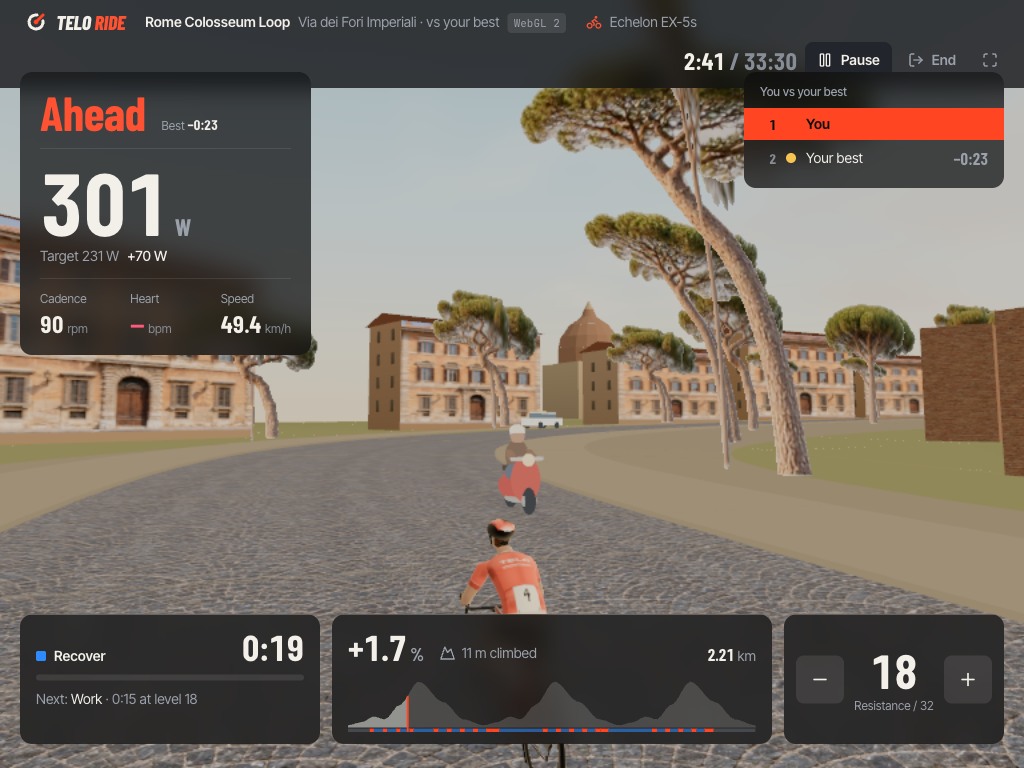 TELO RIDE Rome Colosseum Loop Via dei Fori Imperiali · vs your best WebGL 2 Echelon EX-5s
2:41 / 33:30 Pause End
Ahead Best −0:23
301 W
Target 231 W +70 W
Cadence Heart Speed
90 rpm — bpm 49.4 km/h
You vs your best
1 You
2 Your best −0:23
4
Recover 0:19
Next: Work · 0:15 at level 18
+1.7 % 11 m climbed 2.21 km
− 18 +
Resistance / 32